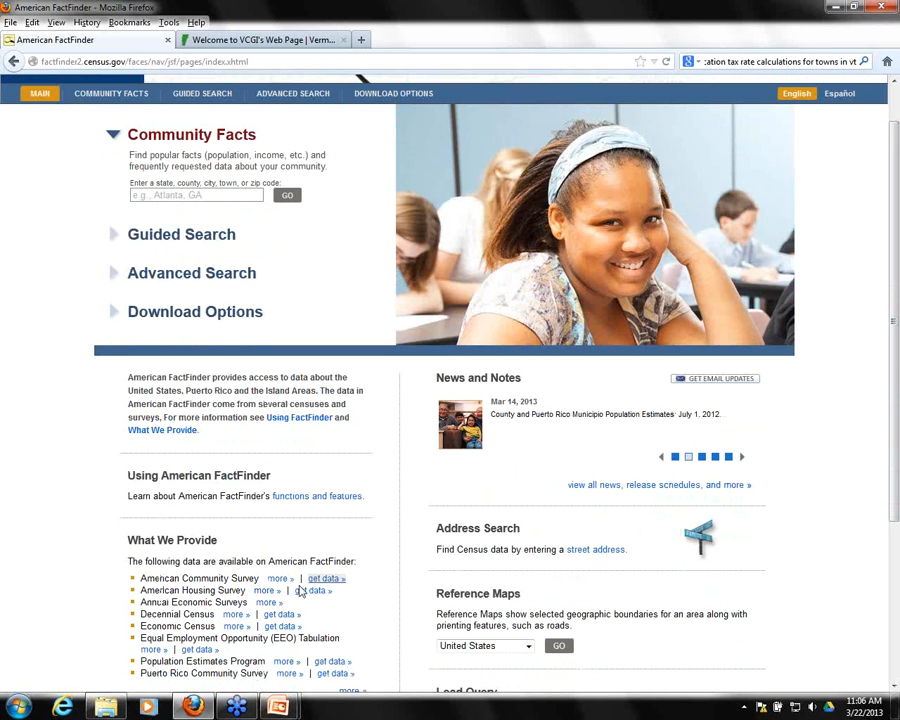 American FactFinder - Mozilla Firefox
File Edit View History Bookmarks Tools Help
American FactFinder × Welcome to VCGI's Web Page | Verm... × +
factfinder2.census.gov/faces/nav/jsf/pages/index.xhtml
:ation tax rate calculations for towns in vt
MAIN COMMUNITY FACTS GUIDED SEARCH ADVANCED SEARCH DOWNLOAD OPTIONS English Español
Community Facts
Find popular facts (population, income, etc.) and
frequently requested data about your community.
Enter a state, county, city, town, or zip code:
e.g., Atlanta, GA GO
Guided Search
Advanced Search
Download Options
American FactFinder provides access to data about the
United States, Puerto Rico and the Island Areas. The data in
American FactFinder come from several censuses and
surveys. For more information see Using FactFinder and
What We Provide.
Using American FactFinder
Learn about American FactFinder's functions and features.
What We Provide
The following data are available on American FactFinder:
American Community Survey more » | get data »
American Housing Survey more » | get data »
Annual Economic Surveys more »
Decennial Census more » | get data »
Economic Census more » | get data »
Equal Employment Opportunity (EEO) Tabulation
more » | get data »
Population Estimates Program more » | get data »
Puerto Rico Community Survey more » | get data »
more »
News and Notes GET EMAIL UPDATES
Mar 14, 2013
County and Puerto Rico Municipio Population Estimates: July 1, 2012.
view all news, release schedules, and more »
Address Search
Find Census data by entering a street address.
Reference Maps
Reference Maps show selected geographic boundaries for an area along with
prienting features, such as roads.
United States GO
Load Query
11:06 AM
3/22/2013